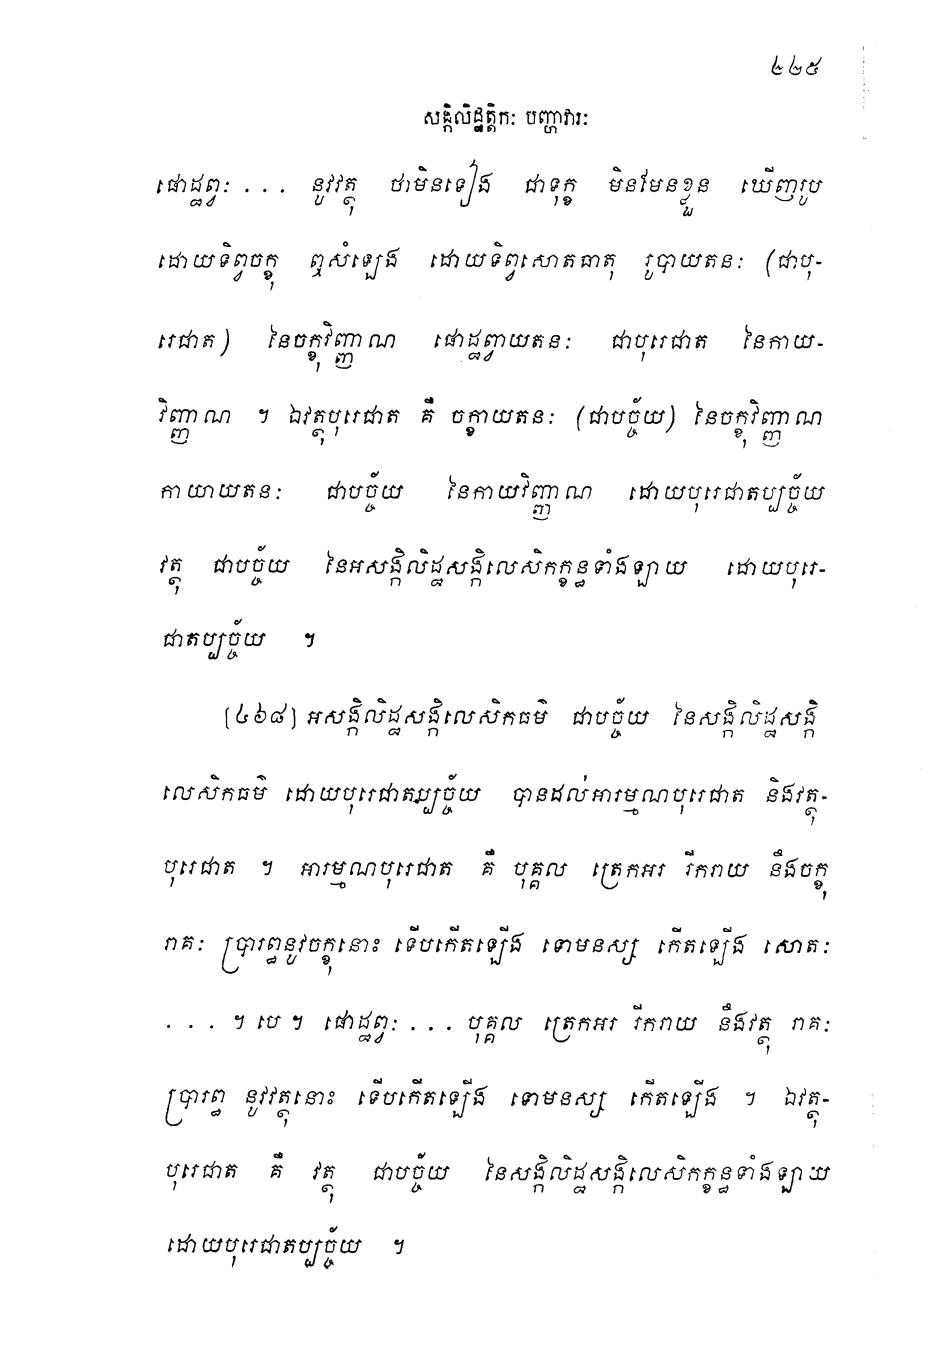 ៤៤៥
សង្កិលិដ្ឋត្តិក: បញ្ហាវារ:
ផោដ្ឋព្វ: . . . នូវវត្ថុ ថាមិនទៀង ជាទុក្ខ មិនមែនខ្លួន ឃើញរូប
ដោយទិព្វចក្ខុ ឮសំឡេង ដោយទិព្វសោតធាតុ រូបាយតន: (ជាបុ-
រេជាត) នៃចក្ខុវិញ្ញាណ ផោដ្ឋព្វាយតន: ជាបុរេជាត នៃកាយ-
វិញ្ញាណ ។ ឯវត្ថុបុរេជាត គឺ ចក្ខាយតន: (ជាបច្ច័យ) នៃចក្ខុវិញ្ញាណ
កាយាយតន: ជាបច្ច័យ នៃកាយវិញ្ញាណ ដោយបុរេជាតប្បច្ច័យ
វត្ថុ ជាបច្ច័យ នៃអសង្កិលិដ្ឋសង្កិលេសិកក្ខន្ធទាំងឡាយ ដោយបុរេ-
ជាតប្បច្ច័យ ។
[៤៦៨] អសង្កិលិដ្ឋសង្កិលេសិកធម៌ ជាបច្ច័យ នៃសង្កិលិដ្ឋសង្កិ
លេសិកធម៌ ដោយបុរេជាតប្បច្ច័យ បានដល់អារម្មណបុរេជាត និងវត្ថុ-
បុរេជាត ។ អារម្មណបុរេជាត គឺ បុគ្គល ត្រេកអរ រីករាយ នឹងចក្ខុ
រាគ: ប្រារព្ធនូវចក្ខុនោះ ទើបកើតឡើង ទោមនស្ស កើតឡើង សោត:
. . . ។ បេ ។ ផោដ្ឋព្វ: . . . បុគ្គល ត្រេកអរ រីករាយ នឹងវត្ថុ រាគ:
ប្រារព្ធ នូវវត្ថុនោះ ទើបកើតឡើង ទោមនស្ស កើតឡើង ។ ឯវត្ថុ-
បុរេជាត គឺ វត្ថុ ជាបច្ច័យ នៃសង្កិលិដ្ឋសង្កិលេសិកក្ខន្ធទាំងឡាយ
ដោយបុរេជាតប្បច្ច័យ ។